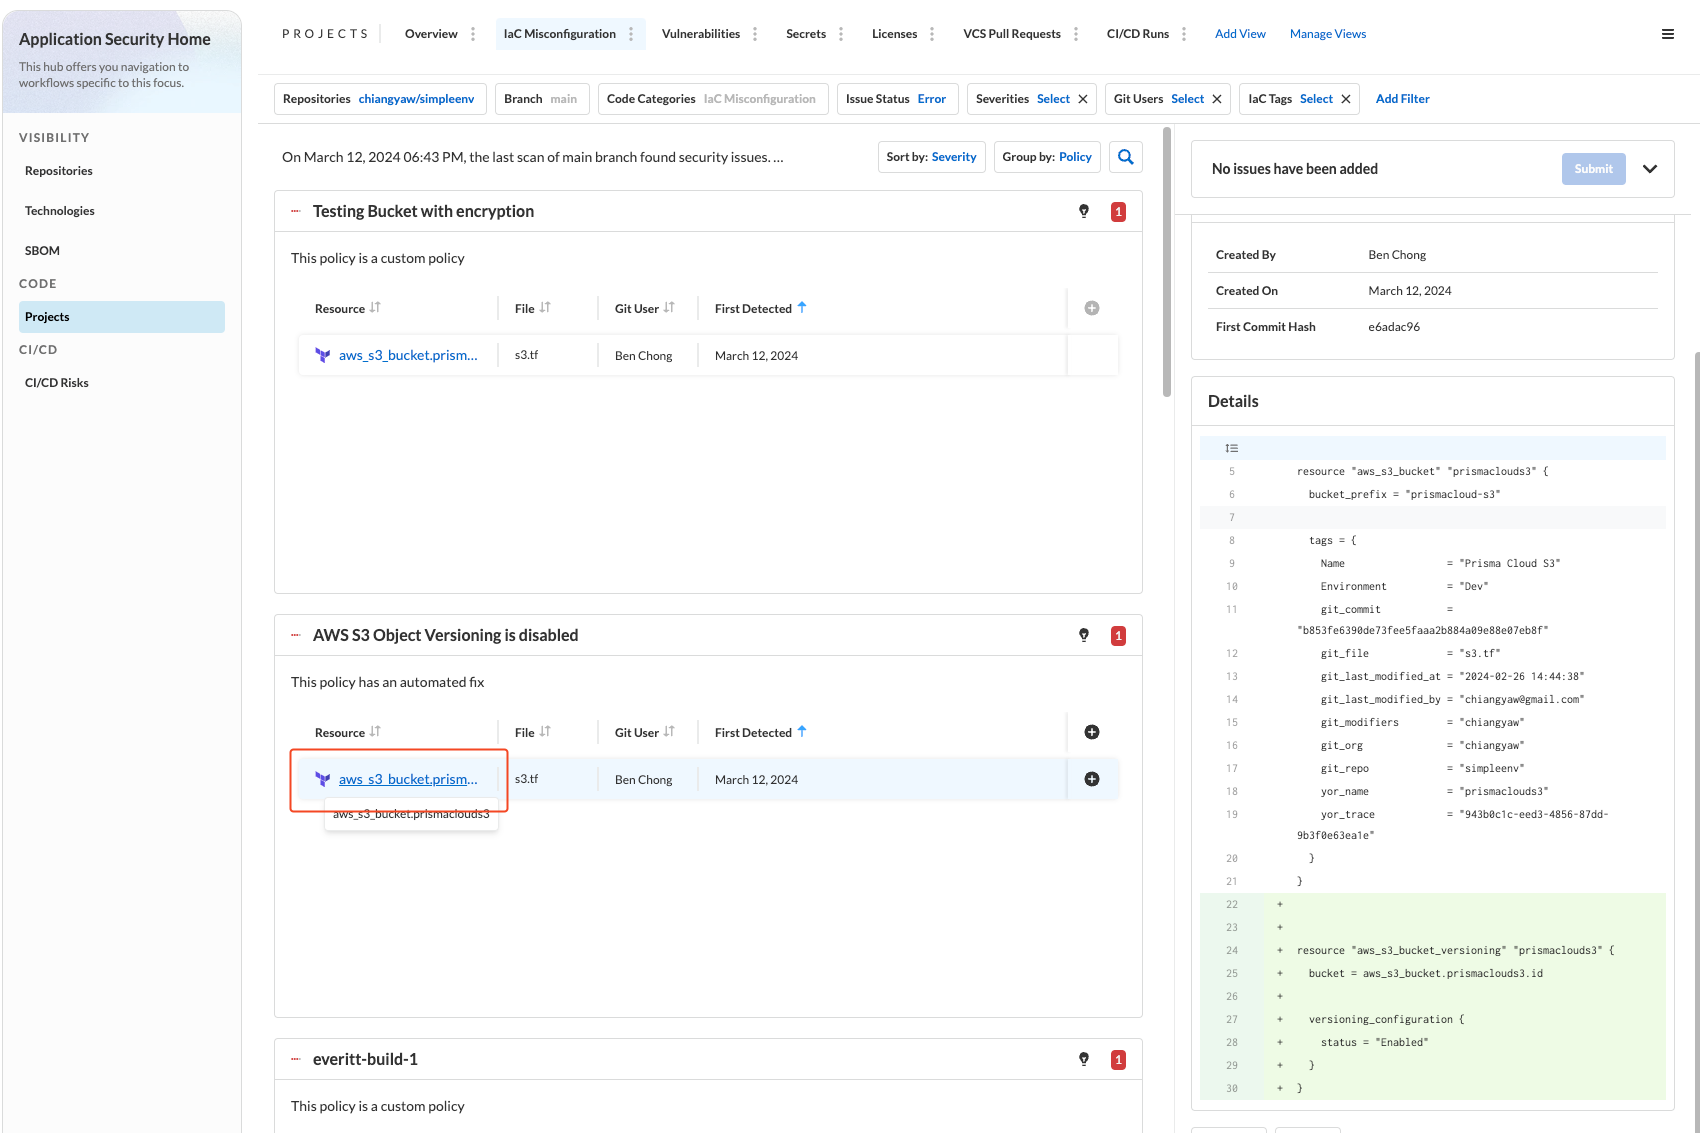 Application Security Home
This hub offers you navigation to
workflows specific to this focus.
VISIBILITY
Repositories
Technologies
SBOM
CODE
Projects
CI/CD
CI/CD Risks
PROJECTS
Overview
IaC Misconfiguration
Vulnerabilities
Secrets
Licenses
VCS Pull Requests
CI/CD Runs
Add View
Manage Views
Repositories chiangyaw/simpleenv
Branch main
Code Categories IaC Misconfiguration
Issue Status Error
Severities Select
Git Users Select
IaC Tags Select
Add Filter
On March 12, 2024 06:43 PM, the last scan of main branch found security issues. ...
Sort by: Severity
Group by: Policy
Testing Bucket with encryption
1
This policy is a custom policy
Resource File Git User First Detected
aws_s3_bucket.prism... s3.tf Ben Chong March 12, 2024
AWS S3 Object Versioning is disabled
1
This policy has an automated fix
Resource File Git User First Detected
aws_s3_bucket.prism... s3.tf Ben Chong March 12, 2024
aws_s3_bucket.prismaclouds3
everitt-build-1
1
This policy is a custom policy
No issues have been added
Submit
Created By Ben Chong
Created On March 12, 2024
First Commit Hash e6adac96
Details
5 resource "aws_s3_bucket" "prismaclouds3" {
6 bucket_prefix = "prismacloud-s3"
7
8 tags = {
9 Name = "Prisma Cloud S3"
10 Environment = "Dev"
11 git_commit =
"b853fe6390de73fee5faaa2b884a09e88e07eb8f"
12 git_file = "s3.tf"
13 git_last_modified_at = "2024-02-26 14:44:38"
14 git_last_modified_by = "chiangyaw@gmail.com"
15 git_modifiers = "chiangyaw"
16 git_org = "chiangyaw"
17 git_repo = "simpleenv"
18 yor_name = "prismaclouds3"
19 yor_trace = "943b0c1c-eed3-4856-87dd-
9b3f0e63ea1e"
20 }
21 }
22 +
23 +
24 + resource "aws_s3_bucket_versioning" "prismaclouds3" {
25 + bucket = aws_s3_bucket.prismaclouds3.id
26 +
27 + versioning_configuration {
28 + status = "Enabled"
29 + }
30 + }